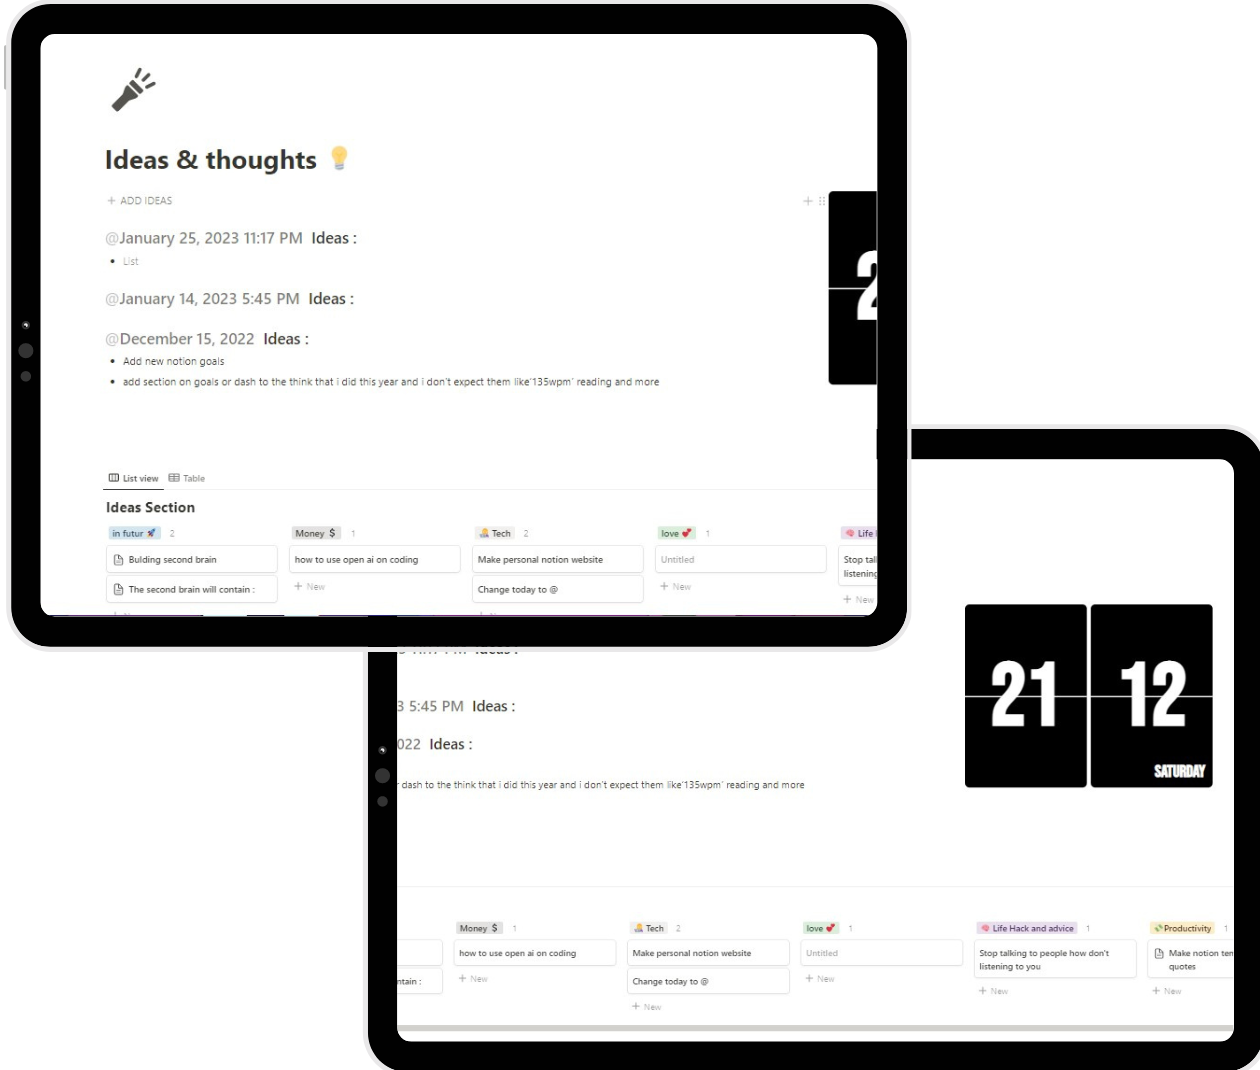 Ideas & thoughts 💡
+ ADD IDEAS
@January 25, 2023 11:17 PM Ideas :
• List
@January 14, 2023 5:45 PM Ideas :
@December 15, 2022 Ideas :
• Add new notion goals
• add section on goals or dash to the think that i did this year and i don't expect them like'135wpm' reading and more
List view Table
Ideas Section
in futur 🚀 2
Bulding second brain
The second brain will contain :
Money $ 1
how to use open ai on coding
+ New
Tech 2
Make personal notion website
Change today to @
love 💕 1
Untitled
+ New
🧠 Life
Stop tal
listening
+ New
2
Ideas :
3 5:45 PM Ideas :
022 Ideas :
dash to the think that i did this year and i don't expect them like'135wpm' reading and more
21 12
SATURDAY
ntain :
Money $ 1
how to use open ai on coding
+ New
Tech 2
Make personal notion website
Change today to @
+ New
love 💕 1
Untitled
+ New
🧠 Life Hack and advice 1
Stop talking to people how don't
listening to you
+ New
Productivity 1
Make notion ten
quotes
+ New